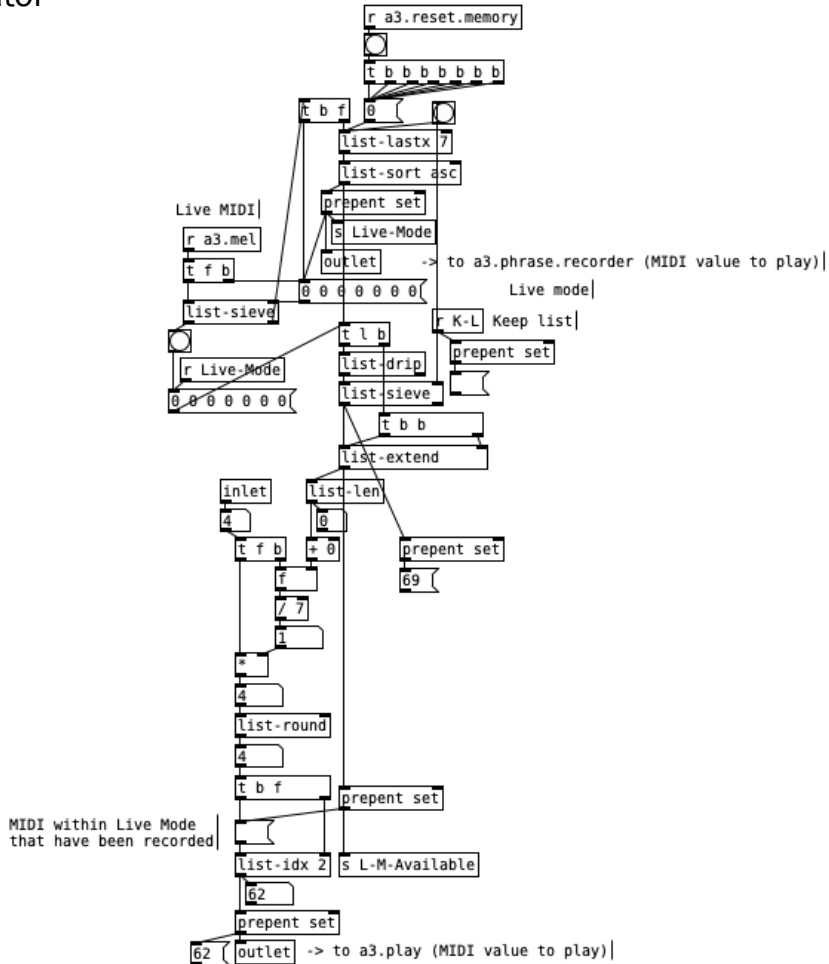 r a3.reset.memory
t b b b b b b b
t b f
0
list-lastx 7
list-sort asc
prepent set
Live MIDI
s Live-Mode
r a3.mel
outlet
-> to a3.phrase.recorder (MIDI value to play)
t f b
0 0 0 0 0 0 0
Live mode
list-sieve
r K-L
Keep list
t l b
prepent set
list-drip
r Live-Mode
list-sieve
0 0 0 0 0 0 0
t b b
list-extend
inlet
list-len
4
0
t f b
+ 0
prepent set
f
69
/ 7
1
*
4
list-round
4
t b f
prepent set
MIDI within Live Mode
that have been recorded
list-idx 2
s L-M-Available
62
prepent set
62
outlet
-> to a3.play (MIDI value to play)